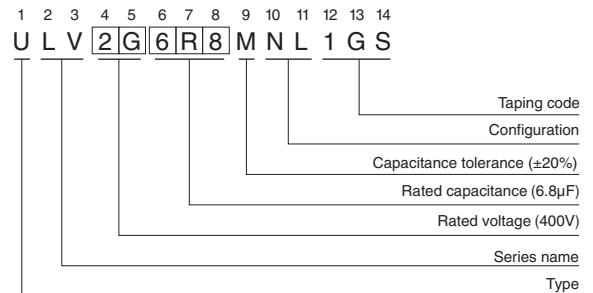 1 2 3 4 5 6 7 8 9 10 11 12 13 14
U L V 2 G 6 R 8 M N L 1 G S
Taping code
Configuration
Capacitance tolerance (±20%)
Rated capacitance (6.8µF)
Rated voltage (400V)
Series name
Type